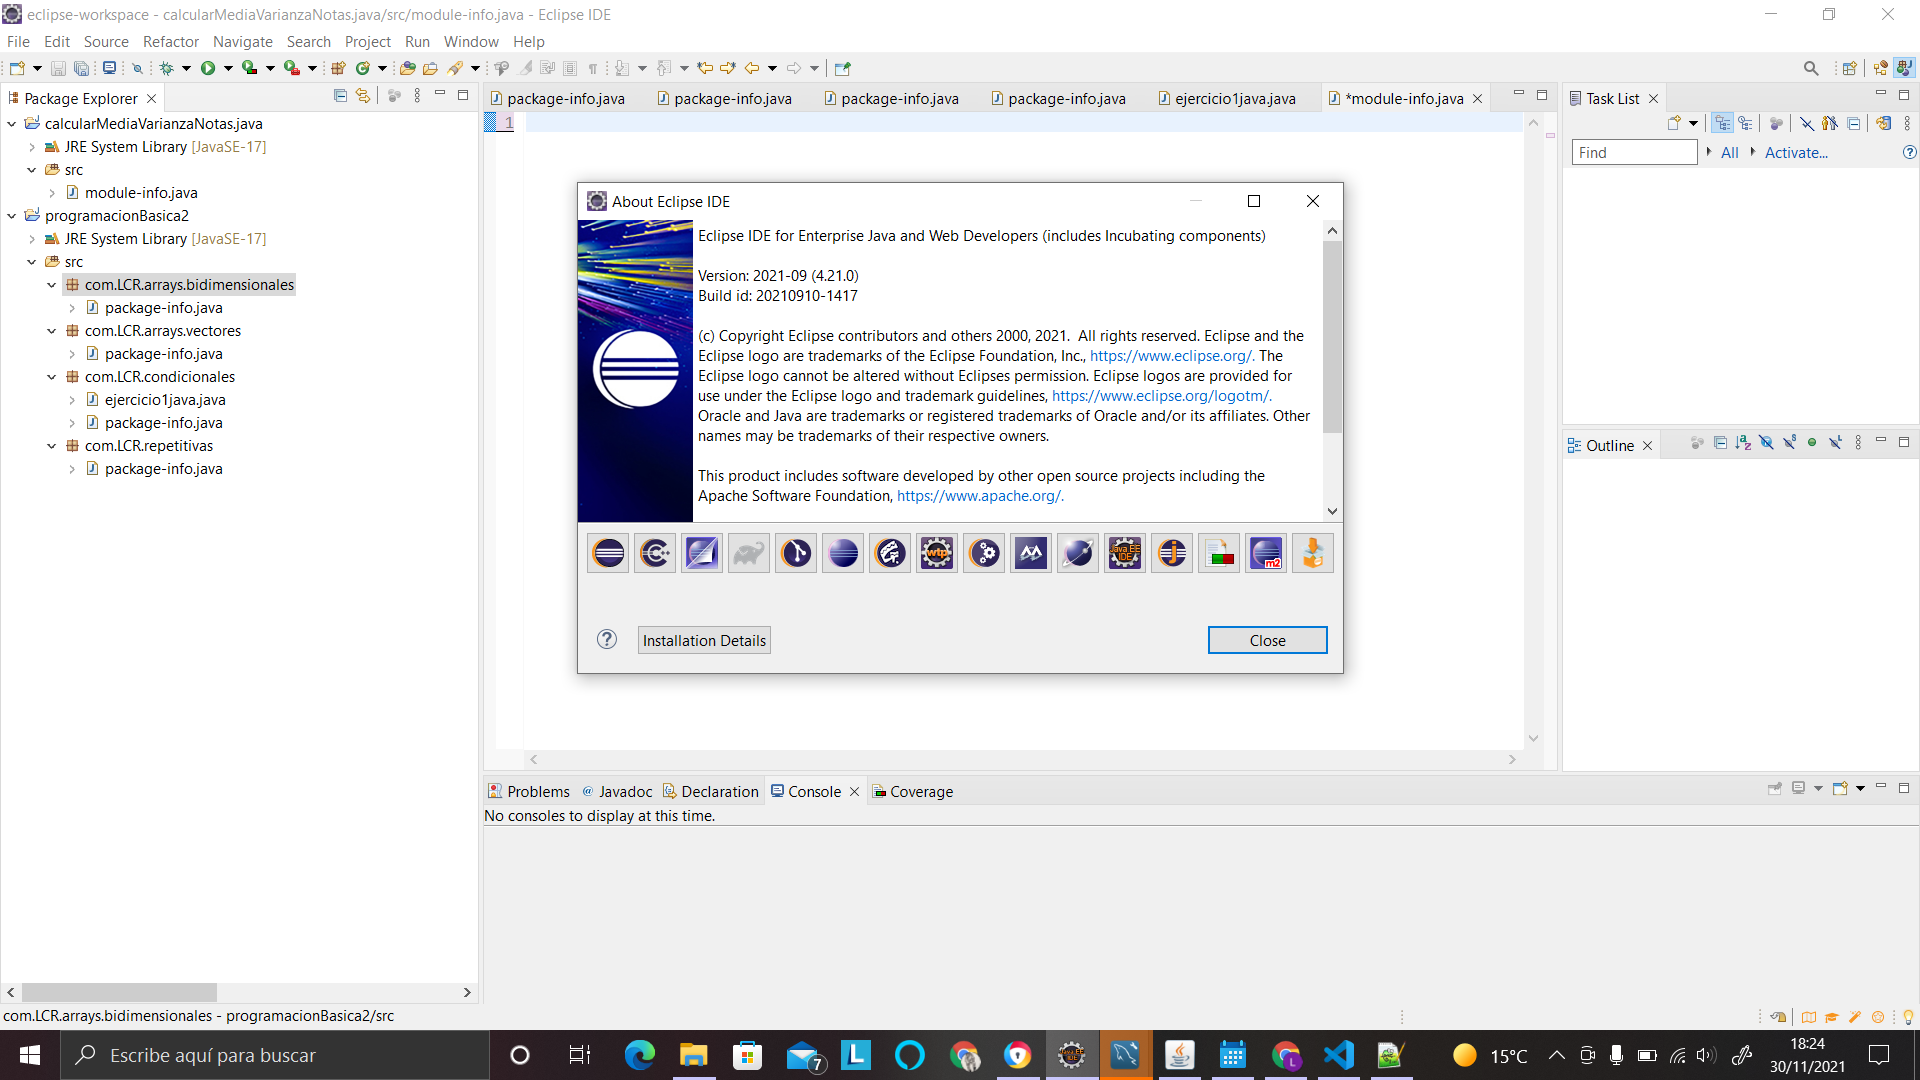 eclipse-workspace - calcularMediaVarianzaNotas.java/src/module-info.java - Eclipse IDE
File Edit Source Refactor Navigate Search Project Run Window Help
Package Explorer
calcularMediaVarianzaNotas.java
JRE System Library [JavaSE-17]
src
module-info.java
programacionBasica2
JRE System Library [JavaSE-17]
src
com.LCR.arrays.bidimensionales
package-info.java
com.LCR.arrays.vectores
package-info.java
com.LCR.condicionales
ejercicio1java.java
package-info.java
com.LCR.repetitivas
package-info.java
package-info.java package-info.java package-info.java package-info.java ejercicio1java.java *module-info.java
1
About Eclipse IDE
Eclipse IDE for Enterprise Java and Web Developers (includes Incubating components)
Version: 2021-09 (4.21.0)
Build id: 20210910-1417
(c) Copyright Eclipse contributors and others 2000, 2021.  All rights reserved. Eclipse and the
Eclipse logo are trademarks of the Eclipse Foundation, Inc., https://www.eclipse.org/. The
Eclipse logo cannot be altered without Eclipses permission. Eclipse logos are provided for
use under the Eclipse logo and trademark guidelines, https://www.eclipse.org/logotm/.
Oracle and Java are trademarks or registered trademarks of Oracle and/or its affiliates. Other
names may be trademarks of their respective owners.
This product includes software developed by other open source projects including the
Apache Software Foundation, https://www.apache.org/.
wtp
Java EE
IDE
m2
Installation Details
Close
Task List
Find
All
Activate...
Outline
Problems @ Javadoc Declaration Console Coverage
No consoles to display at this time.
com.LCR.arrays.bidimensionales - programacionBasica2/src
Escribe aquí para buscar
7
L
15°C
18:24
30/11/2021